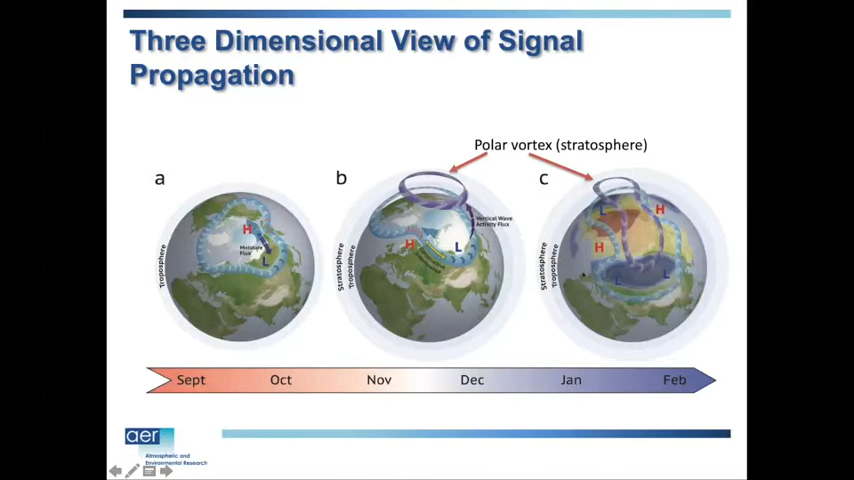 Three Dimensional View of Signal
Propagation
Polar vortex (stratosphere)
a
b
c
H
Moisture
Flux
L
Troposphere
Stratosphere
Troposphere
H
L
Vertical Wave
Activity Flux
Stratosphere
Troposphere
L
H
H
L
L
Sept Oct Nov Dec Jan Feb
aer
Atmospheric and
Environmental Research